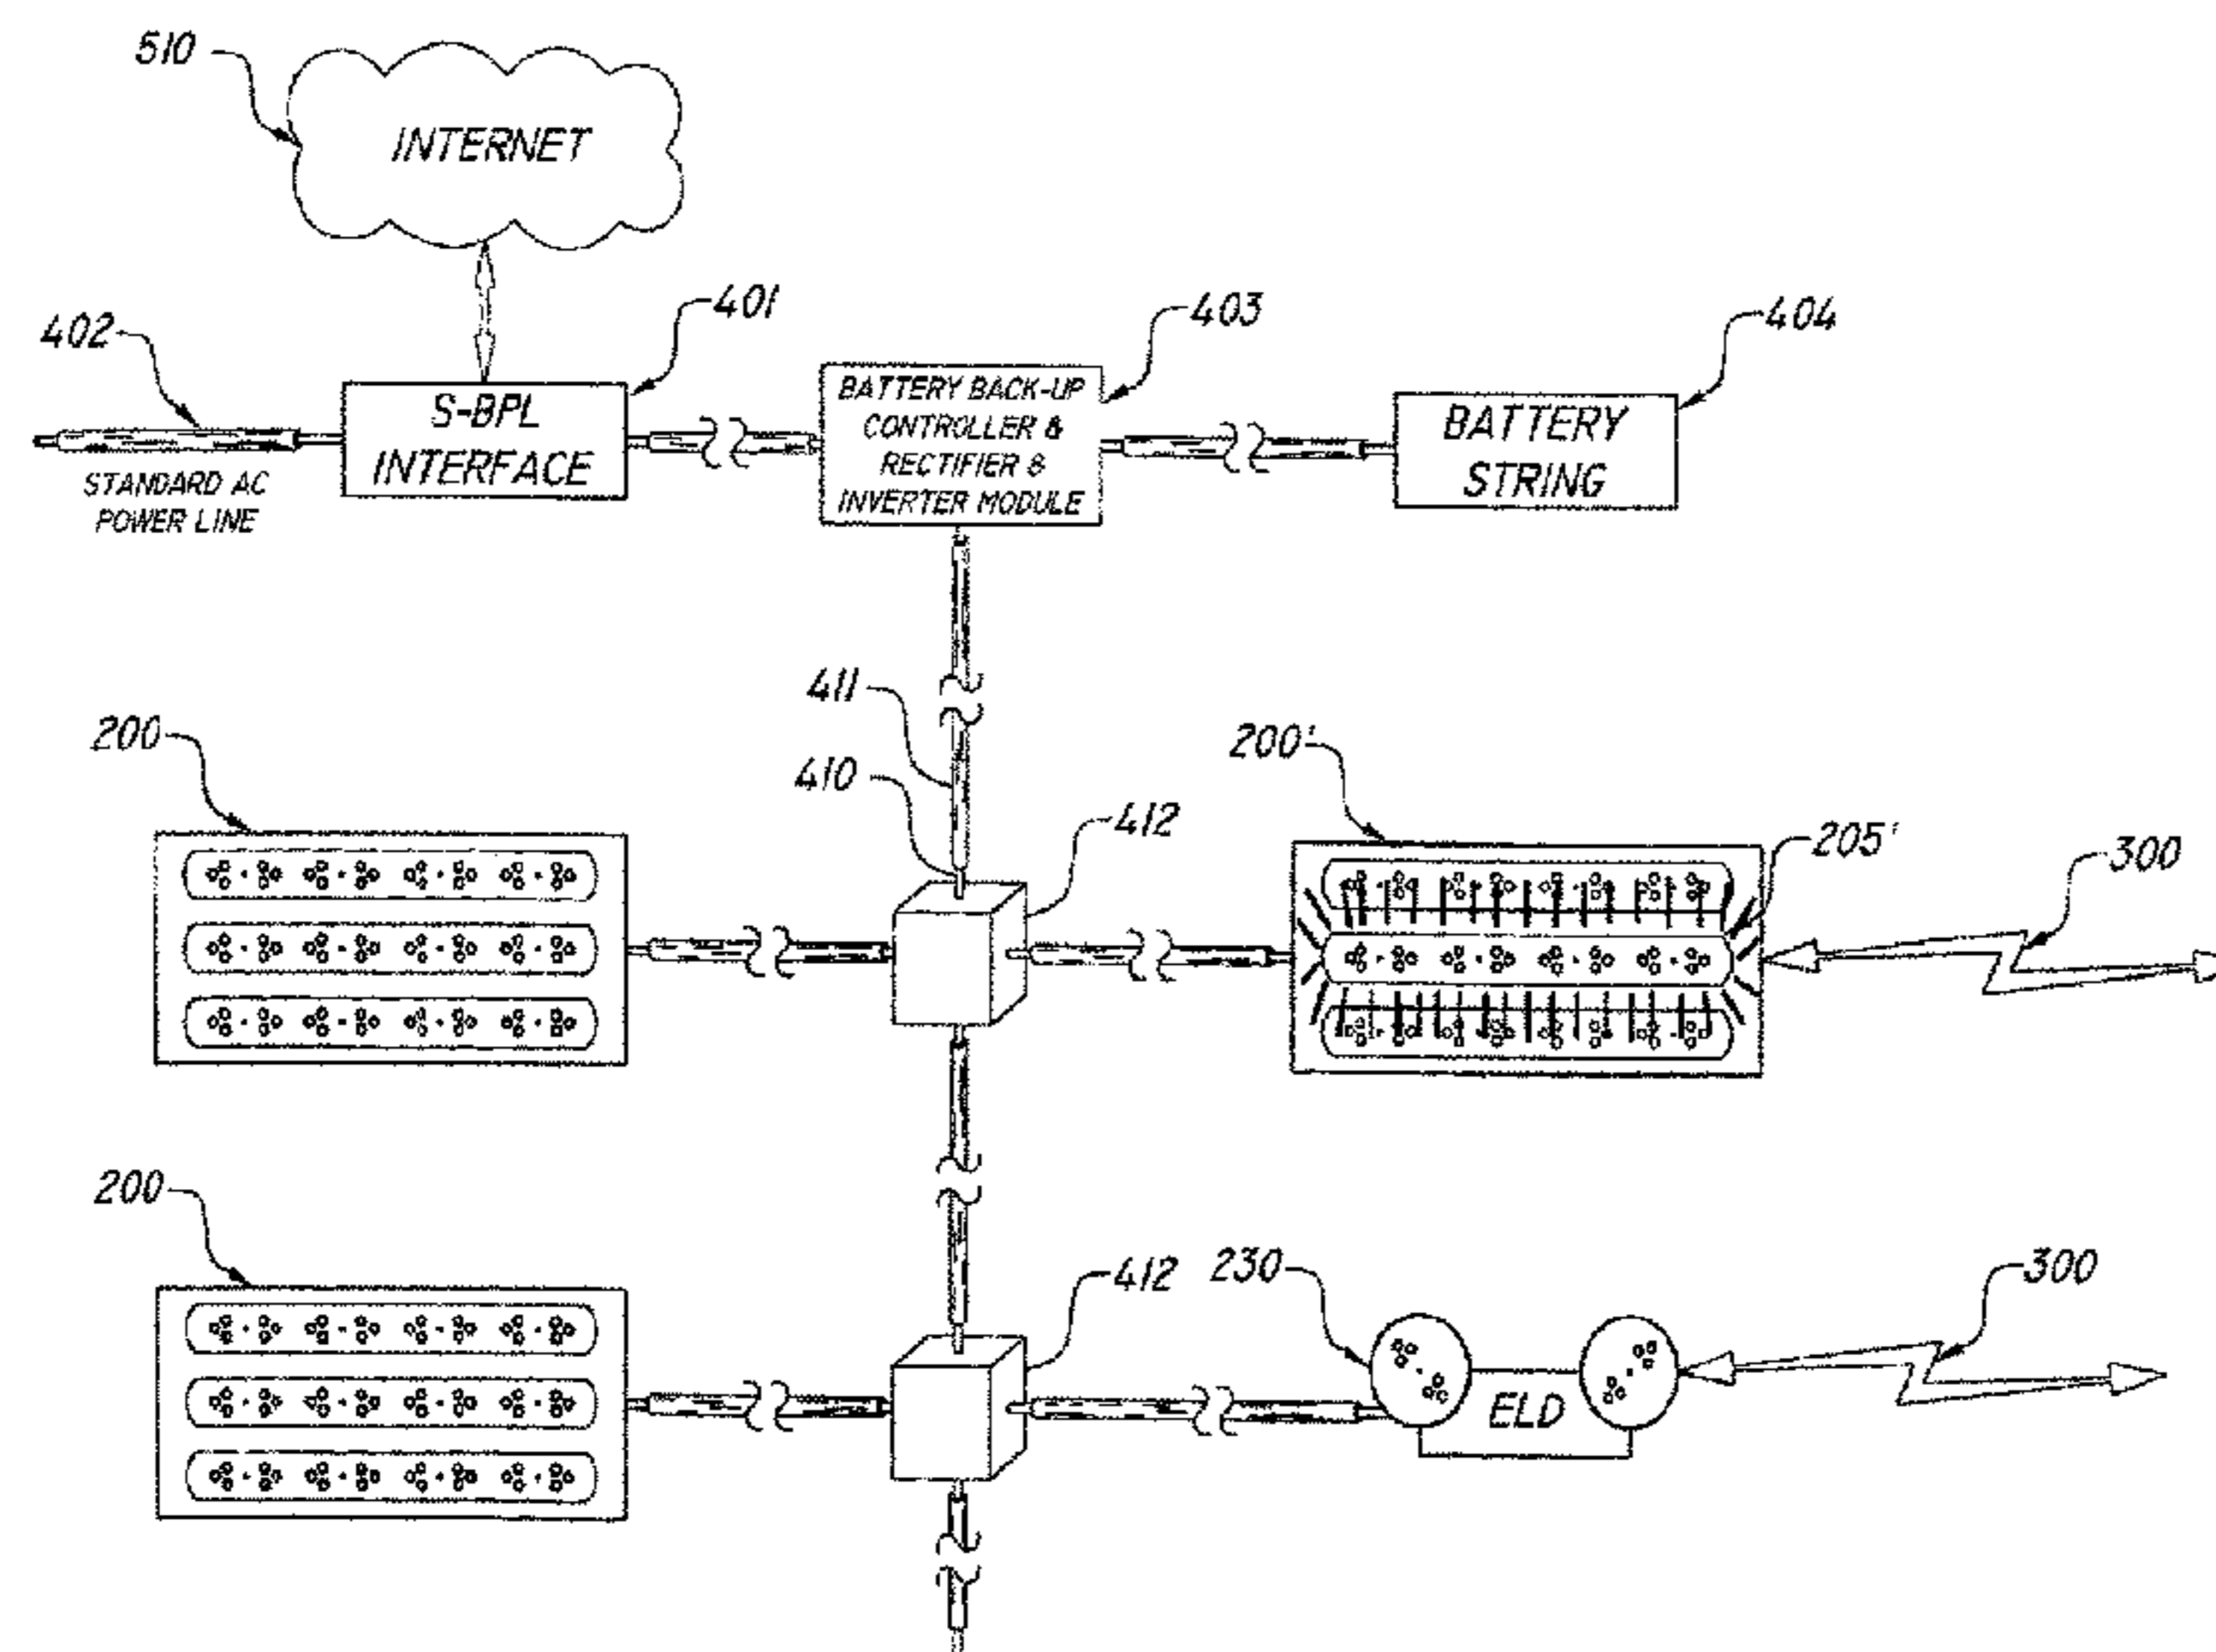 510
INTERNET
402
401
403
404
S-BPL
INTERFACE
BATTERY BACK-UP
CONTROLLER &
RECTIFIER &
INVERTER MODULE
BATTERY
STRING
STANDARD AC
POWER LINE
411
200
410
200'
412
205'
300
200
412
230
300
ELD